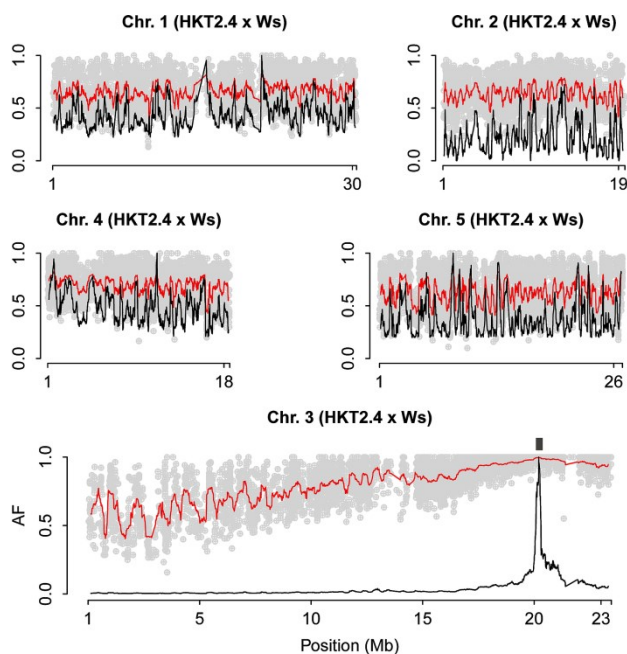 Chr. 1 (HKT2.4 x Ws)
1.0
0.5
0.0
1
30
Chr. 2 (HKT2.4 x Ws)
1.0
0.5
0.0
1
19
Chr. 4 (HKT2.4 x Ws)
1.0
0.5
0.0
1
18
Chr. 5 (HKT2.4 x Ws)
1.0
0.5
0.0
1
26
Chr. 3 (HKT2.4 x Ws)
AF
1.0
0.5
0.0
1 5 10 15 20 23
Position (Mb)